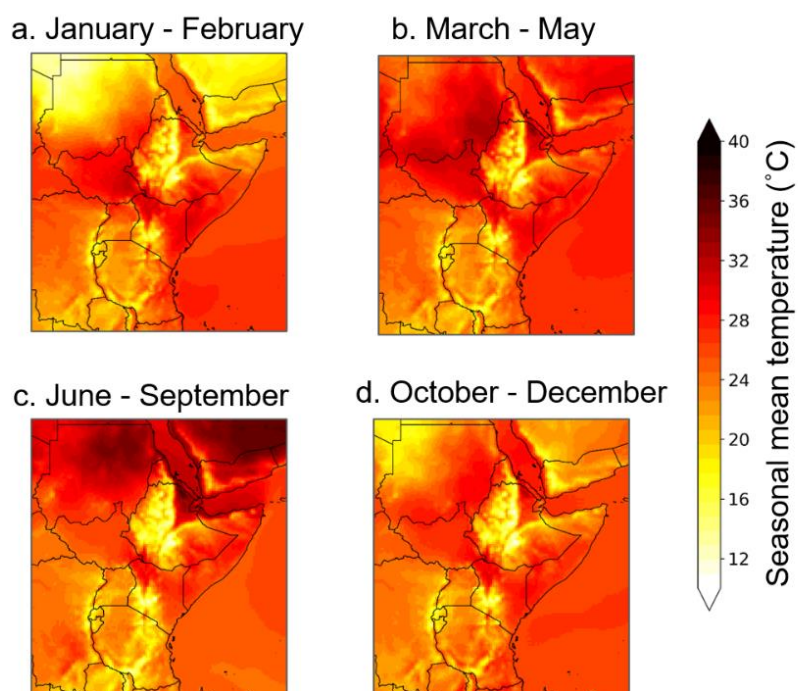 a. January - February
b. March - May
c. June - September
d. October - December
40
36
32
28
24
20
16
12
Seasonal mean temperature (˚C)